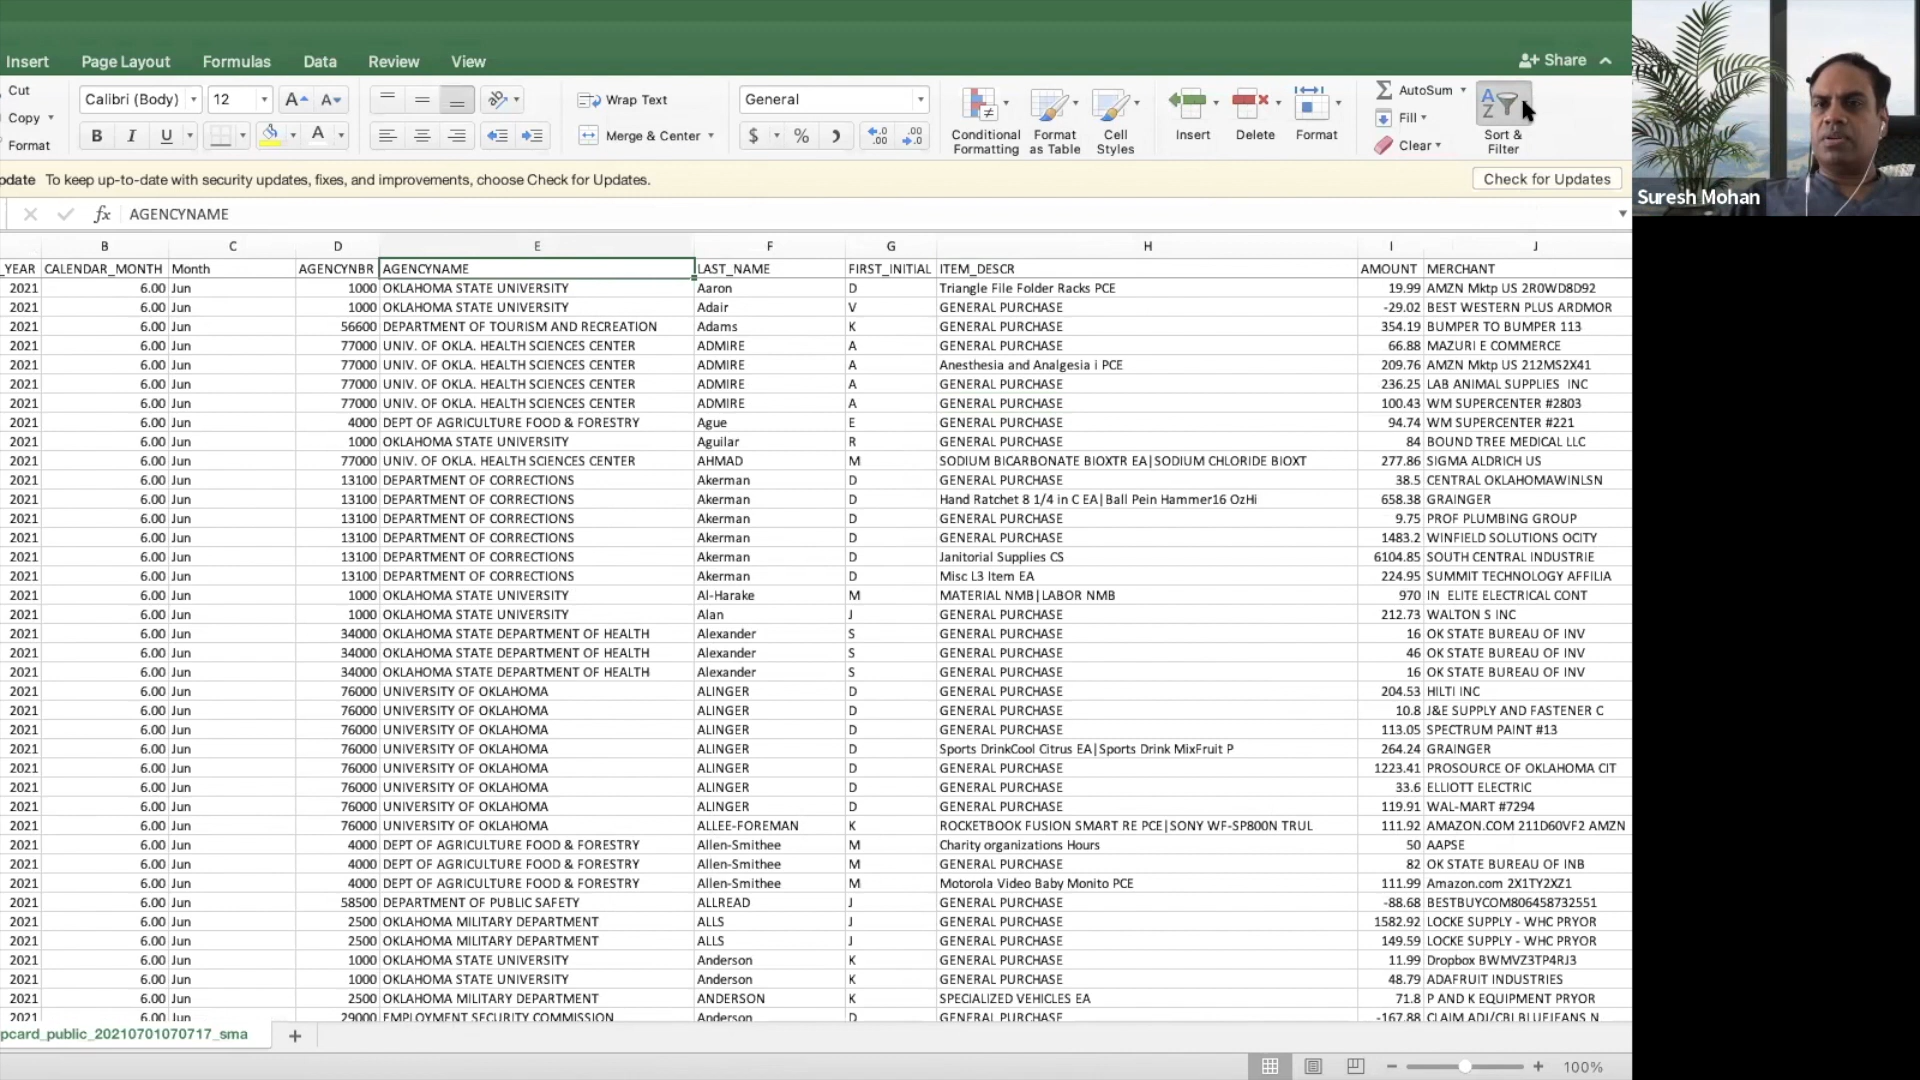 Insert Page Layout Formulas Data Review View Share
Cut Calibri (Body) 12 A A Wrap Text General AutoSum
Copy Fill
Format B I U A Merge & Center $ % Conditional Formatting Format as Table Cell Styles Insert Delete Format Clear Sort & Filter
pdate To keep up-to-date with security updates, fixes, and improvements, choose Check for Updates. Check for Updates
Suresh Mohan
fx AGENCYNAME
B C D E F G H I J
_YEAR CALENDAR_MONTH Month AGENCYNBR AGENCYNAME LAST_NAME FIRST_INITIAL ITEM_DESCR AMOUNT MERCHANT
2021 6.00 Jun 1000 OKLAHOMA STATE UNIVERSITY Aaron D Triangle File Folder Racks PCE 19.99 AMZN Mktp US 2R0WD8D92
2021 6.00 Jun 1000 OKLAHOMA STATE UNIVERSITY Adair V GENERAL PURCHASE -29.02 BEST WESTERN PLUS ARDMOR
2021 6.00 Jun 56600 DEPARTMENT OF TOURISM AND RECREATION Adams K GENERAL PURCHASE 354.19 BUMPER TO BUMPER 113
2021 6.00 Jun 77000 UNIV. OF OKLA. HEALTH SCIENCES CENTER ADMIRE A GENERAL PURCHASE 66.88 MAZURI E COMMERCE
2021 6.00 Jun 77000 UNIV. OF OKLA. HEALTH SCIENCES CENTER ADMIRE A Anesthesia and Analgesia i PCE 209.76 AMZN Mktp US 212MS2X41
2021 6.00 Jun 77000 UNIV. OF OKLA. HEALTH SCIENCES CENTER ADMIRE A GENERAL PURCHASE 236.25 LAB ANIMAL SUPPLIES INC
2021 6.00 Jun 77000 UNIV. OF OKLA. HEALTH SCIENCES CENTER ADMIRE A GENERAL PURCHASE 100.43 WM SUPERCENTER #2803
2021 6.00 Jun 4000 DEPT OF AGRICULTURE FOOD & FORESTRY Ague E GENERAL PURCHASE 94.74 WM SUPERCENTER #221
2021 6.00 Jun 1000 OKLAHOMA STATE UNIVERSITY Aguilar R GENERAL PURCHASE 84 BOUND TREE MEDICAL LLC
2021 6.00 Jun 77000 UNIV. OF OKLA. HEALTH SCIENCES CENTER AHMAD M SODIUM BICARBONATE BIOXTR EA|SODIUM CHLORIDE BIOXT 277.86 SIGMA ALDRICH US
2021 6.00 Jun 13100 DEPARTMENT OF CORRECTIONS Akerman D GENERAL PURCHASE 38.5 CENTRAL OKLAHOMAWINLSN
2021 6.00 Jun 13100 DEPARTMENT OF CORRECTIONS Akerman D Hand Ratchet 8 1/4 in C EA|Ball Pein Hammer16 OzHi 658.38 GRAINGER
2021 6.00 Jun 13100 DEPARTMENT OF CORRECTIONS Akerman D GENERAL PURCHASE 9.75 PROF PLUMBING GROUP
2021 6.00 Jun 13100 DEPARTMENT OF CORRECTIONS Akerman D GENERAL PURCHASE 1483.2 WINFIELD SOLUTIONS OCITY
2021 6.00 Jun 13100 DEPARTMENT OF CORRECTIONS Akerman D Janitorial Supplies CS 6104.85 SOUTH CENTRAL INDUSTRIE
2021 6.00 Jun 13100 DEPARTMENT OF CORRECTIONS Akerman D Misc L3 Item EA 224.95 SUMMIT TECHNOLOGY AFFILIA
2021 6.00 Jun 1000 OKLAHOMA STATE UNIVERSITY Al-Harake M MATERIAL NMB|LABOR NMB 970 IN ELITE ELECTRICAL CONT
2021 6.00 Jun 1000 OKLAHOMA STATE UNIVERSITY Alan J GENERAL PURCHASE 212.73 WALTON S INC
2021 6.00 Jun 34000 OKLAHOMA STATE DEPARTMENT OF HEALTH Alexander S GENERAL PURCHASE 16 OK STATE BUREAU OF INV
2021 6.00 Jun 34000 OKLAHOMA STATE DEPARTMENT OF HEALTH Alexander S GENERAL PURCHASE 46 OK STATE BUREAU OF INV
2021 6.00 Jun 34000 OKLAHOMA STATE DEPARTMENT OF HEALTH Alexander S GENERAL PURCHASE 16 OK STATE BUREAU OF INV
2021 6.00 Jun 76000 UNIVERSITY OF OKLAHOMA ALINGER D GENERAL PURCHASE 204.53 HILTI INC
2021 6.00 Jun 76000 UNIVERSITY OF OKLAHOMA ALINGER D GENERAL PURCHASE 10.8 J&E SUPPLY AND FASTENER C
2021 6.00 Jun 76000 UNIVERSITY OF OKLAHOMA ALINGER D GENERAL PURCHASE 113.05 SPECTRUM PAINT #13
2021 6.00 Jun 76000 UNIVERSITY OF OKLAHOMA ALINGER D Sports DrinkCool Citrus EA|Sports Drink MixFruit P 264.24 GRAINGER
2021 6.00 Jun 76000 UNIVERSITY OF OKLAHOMA ALINGER D GENERAL PURCHASE 1223.41 PROSOURCE OF OKLAHOMA CIT
2021 6.00 Jun 76000 UNIVERSITY OF OKLAHOMA ALINGER D GENERAL PURCHASE 33.6 ELLIOTT ELECTRIC
2021 6.00 Jun 76000 UNIVERSITY OF OKLAHOMA ALINGER D GENERAL PURCHASE 119.91 WAL-MART #7294
2021 6.00 Jun 76000 UNIVERSITY OF OKLAHOMA ALLEE-FOREMAN K ROCKETBOOK FUSION SMART RE PCE|SONY WF-SP800N TRUL 111.92 AMAZON.COM 211D60VF2 AMZN
2021 6.00 Jun 4000 DEPT OF AGRICULTURE FOOD & FORESTRY Allen-Smithee M Charity organizations Hours 50 AAPSE
2021 6.00 Jun 4000 DEPT OF AGRICULTURE FOOD & FORESTRY Allen-Smithee M GENERAL PURCHASE 82 OK STATE BUREAU OF INB
2021 6.00 Jun 4000 DEPT OF AGRICULTURE FOOD & FORESTRY Allen-Smithee M Motorola Video Baby Monito PCE 111.99 Amazon.com 2X1TY2XZ1
2021 6.00 Jun 58500 DEPARTMENT OF PUBLIC SAFETY ALLREAD J GENERAL PURCHASE -88.68 BESTBUYCOM806458732551
2021 6.00 Jun 2500 OKLAHOMA MILITARY DEPARTMENT ALLS J GENERAL PURCHASE 1582.92 LOCKE SUPPLY - WHC PRYOR
2021 6.00 Jun 2500 OKLAHOMA MILITARY DEPARTMENT ALLS J GENERAL PURCHASE 149.59 LOCKE SUPPLY - WHC PRYOR
2021 6.00 Jun 1000 OKLAHOMA STATE UNIVERSITY Anderson K GENERAL PURCHASE 11.99 Dropbox BWMVZ3TP4RJ3
2021 6.00 Jun 1000 OKLAHOMA STATE UNIVERSITY Anderson K GENERAL PURCHASE 48.79 ADAFRUIT INDUSTRIES
2021 6.00 Jun 2500 OKLAHOMA MILITARY DEPARTMENT ANDERSON K SPECIALIZED VEHICLES EA 71.8 P AND K EQUIPMENT PRYOR
2021 6.00 Jun 29000 EMPLOYMENT SECURITY COMMISSION Anderson D GENERAL PURCHASE -167.88 CLAIM ADJ/CBI BLUEJEANS N
pcard_public_20210701070717_sma
100%